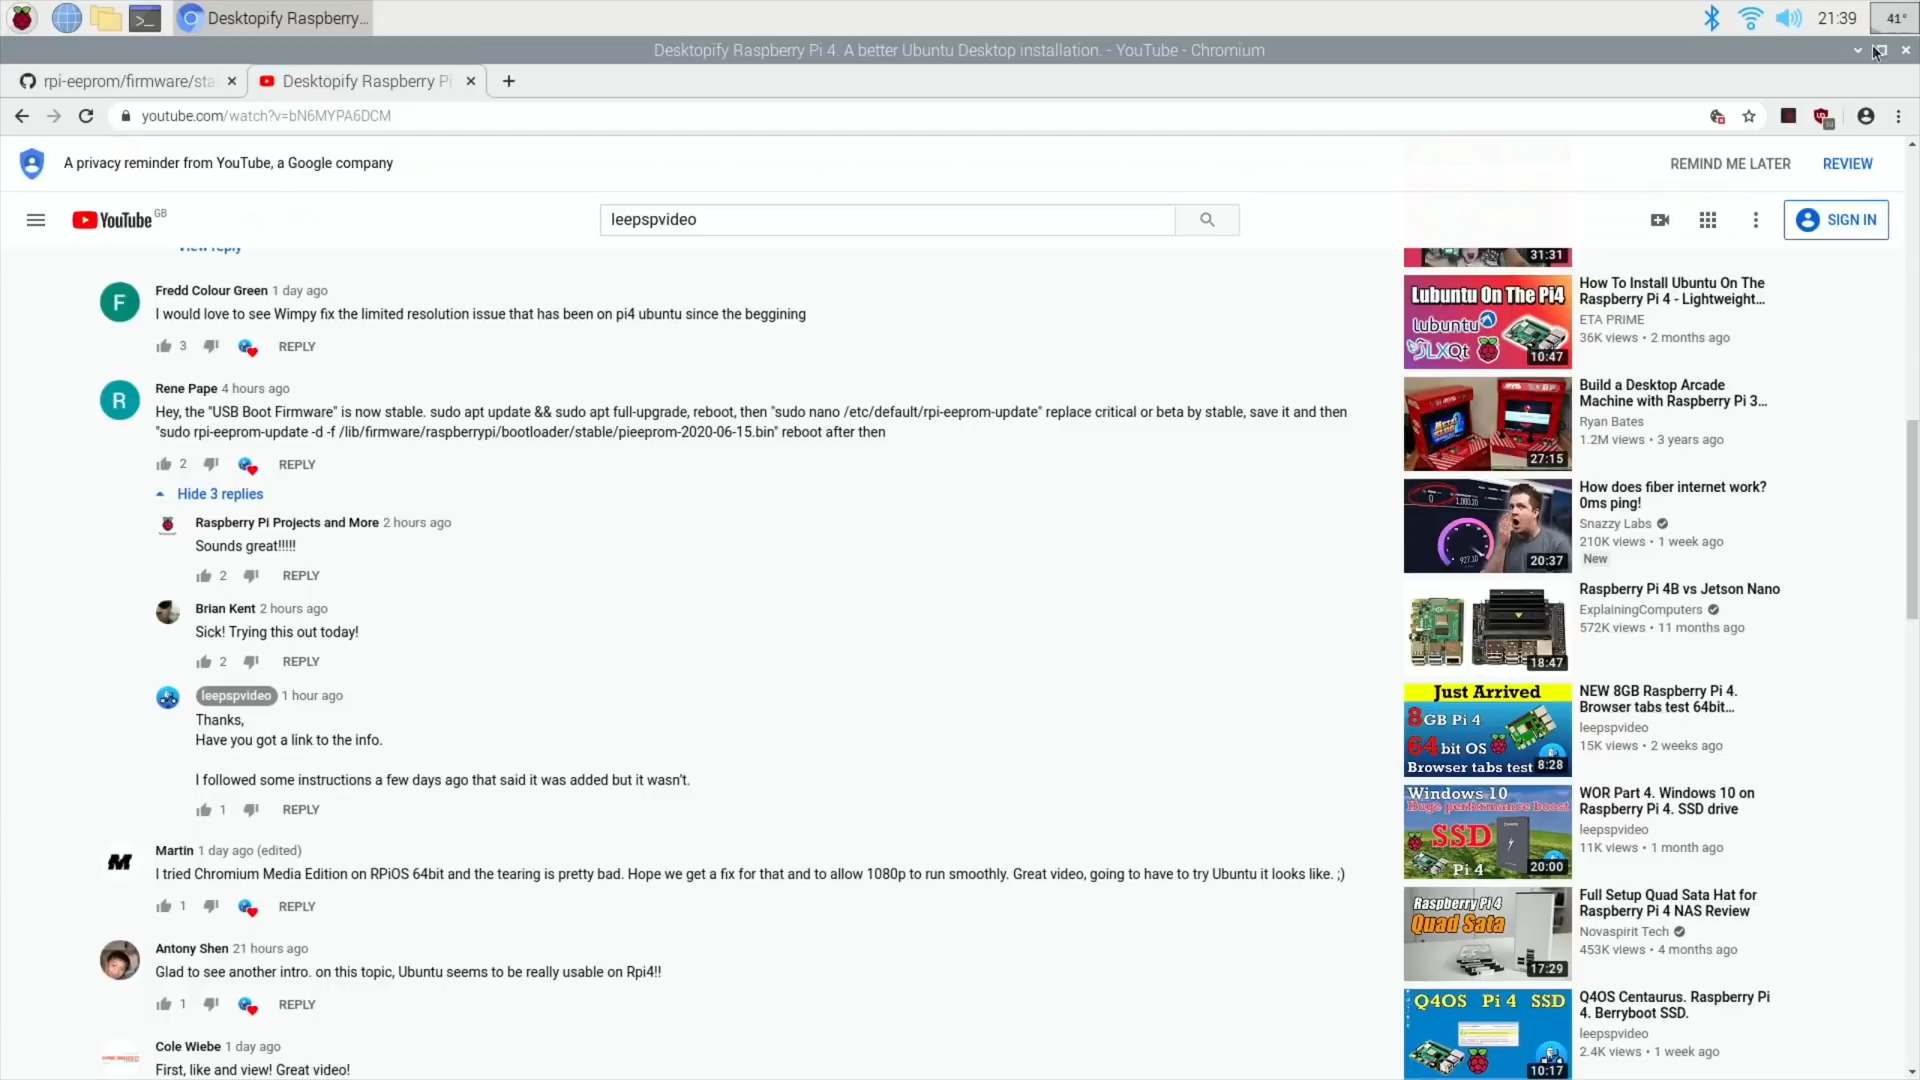 Desktopify Raspberry...
21:39
41°
Desktopify Raspberry Pi 4. A better Ubuntu Desktop installation. - YouTube - Chromium
rpi-eeprom/firmware/sta
Desktopify Raspberry Pi
youtube.com/watch?v=bN6MYPA6DCM
A privacy reminder from YouTube, a Google company
REMIND ME LATER
REVIEW
YouTube GB
leepspvideo
SIGN IN
View reply
Fredd Colour Green 1 day ago
I would love to see Wimpy fix the limited resolution issue that has been on pi4 ubuntu since the beggining
3 REPLY
Rene Pape 4 hours ago
Hey, the "USB Boot Firmware" is now stable. sudo apt update && sudo apt full-upgrade, reboot, then "sudo nano /etc/default/rpi-eeprom-update" replace critical or beta by stable, save it and then
"sudo rpi-eeprom-update -d -f /lib/firmware/raspberrypi/bootloader/stable/pieeprom-2020-06-15.bin" reboot after then
2 REPLY
Hide 3 replies
Raspberry Pi Projects and More 2 hours ago
Sounds great!!!!!
2 REPLY
Brian Kent 2 hours ago
Sick! Trying this out today!
2 REPLY
leepspvideo 1 hour ago
Thanks,
Have you got a link to the info.
I followed some instructions a few days ago that said it was added but it wasn't.
1 REPLY
Martin 1 day ago (edited)
I tried Chromium Media Edition on RPiOS 64bit and the tearing is pretty bad. Hope we get a fix for that and to allow 1080p to run smoothly. Great video, going to have to try Ubuntu it looks like. ;)
1 REPLY
Antony Shen 21 hours ago
Glad to see another intro. on this topic, Ubuntu seems to be really usable on Rpi4!!
1 REPLY
Cole Wiebe 1 day ago
First, like and view! Great video!
31:31
Lubuntu On The Pi4
lubuntu
LXQt
10:47
How To Install Ubuntu On The
Raspberry Pi 4 - Lightweight...
ETA PRIME
36K views • 2 months ago
27:15
Build a Desktop Arcade
Machine with Raspberry Pi 3...
Ryan Bates
1.2M views • 3 years ago
20:37
How does fiber internet work?
0ms ping!
Snazzy Labs
210K views • 1 week ago
New
18:47
Raspberry Pi 4B vs Jetson Nano
ExplainingComputers
572K views • 11 months ago
Just Arrived
8GB Pi 4
64 bit OS
Browser tabs test
8:28
NEW 8GB Raspberry Pi 4.
Browser tabs test 64bit...
leepspvideo
15K views • 2 weeks ago
Windows 10
Huge performance boost
SSD
Pi 4
20:00
WOR Part 4. Windows 10 on
Raspberry Pi 4. SSD drive
leepspvideo
11K views • 1 month ago
Raspberry Pi 4
Quad Sata
17:29
Full Setup Quad Sata Hat for
Raspberry Pi 4 NAS Review
Novaspirit Tech
453K views • 4 months ago
Q4OS Pi 4 SSD
10:17
Q4OS Centaurus. Raspberry Pi
4. Berryboot SSD.
leepspvideo
2.4K views • 1 week ago